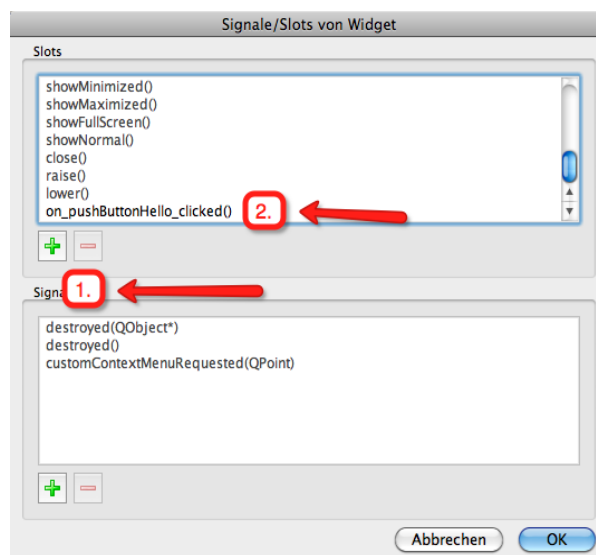 Signale/Slots von Widget
Slots
showMinimized()
showMaximized()
showFullScreen()
showNormal()
close()
raise()
lower()
on_pushButtonHello_clicked() 2.
1.
destroyed(QObject*)
destroyed()
customContextMenuRequested(QPoint)
Abbrechen OK